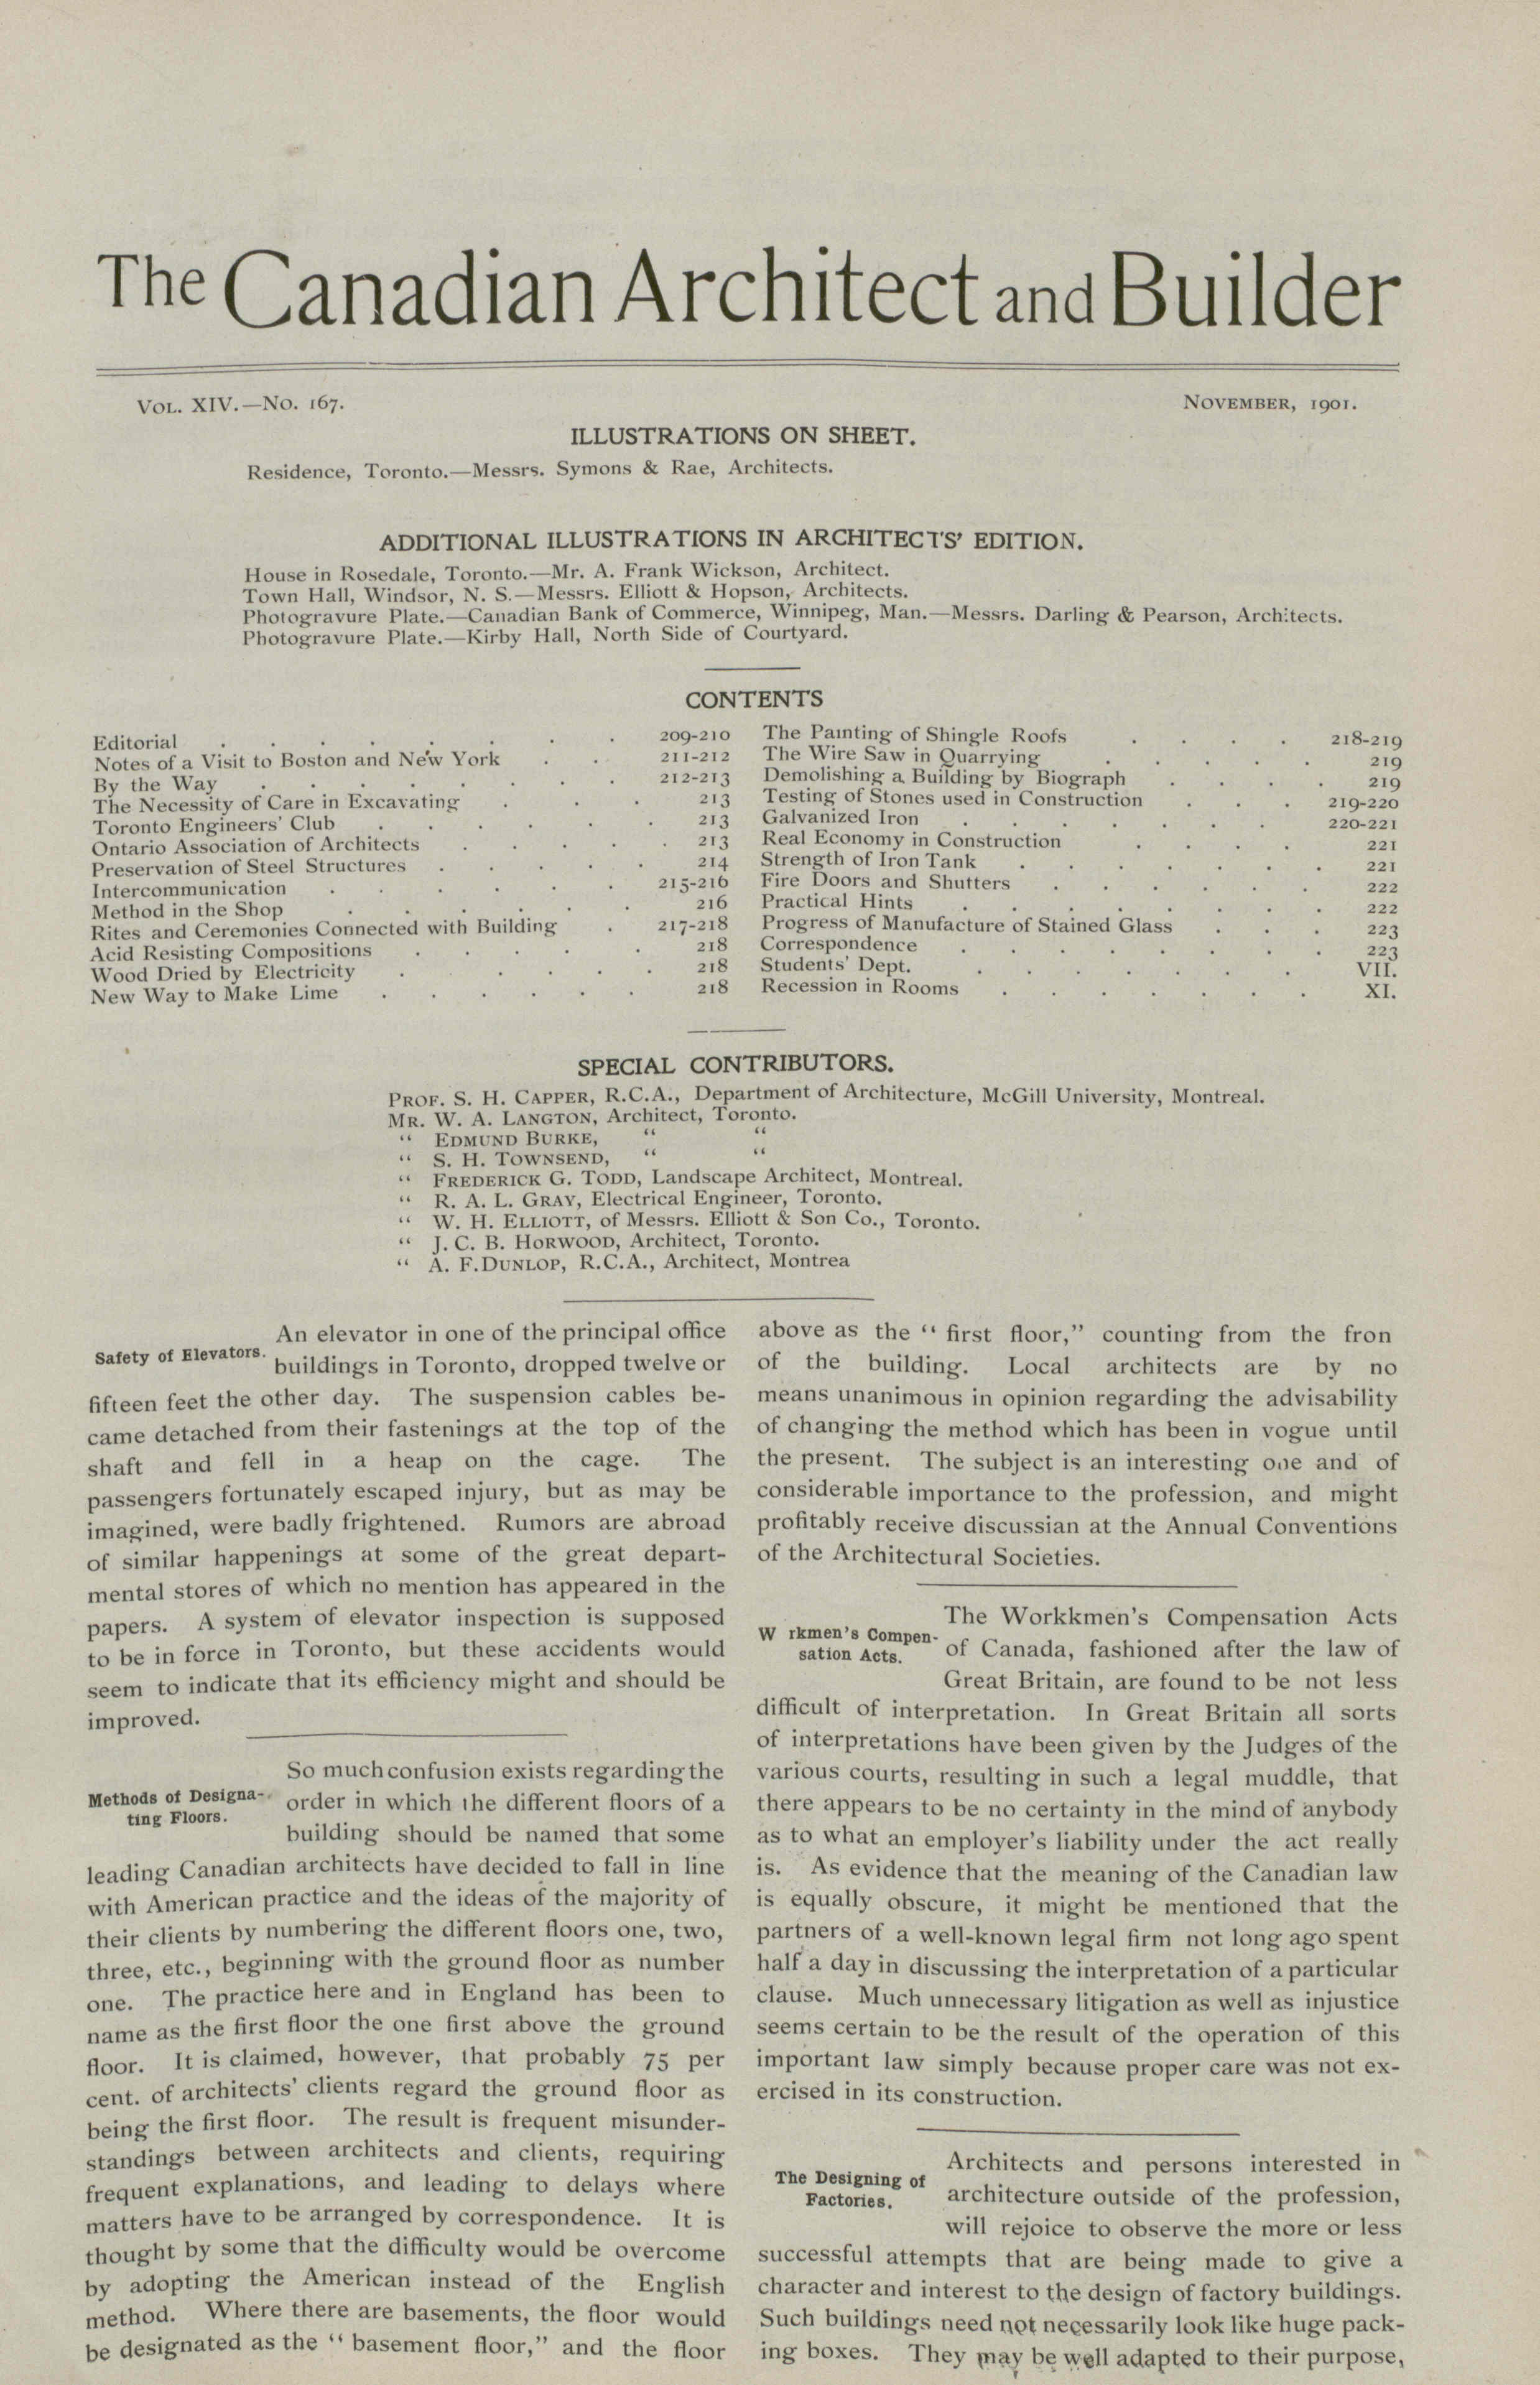 The Canadian Architect and Builder
VOL. XIV.—No. 167.
NOVEMBER, 1901.
ILLUSTRATIONS ON SHEET.
Residence, Toronto.—Messrs. Symons & Rae, Architects.
ADDITIONAL ILLUSTRATIONS IN ARCHITECTS' EDITION.
House in Rosedale, Toronto.—Mr. A. Frank Wickson, Architect.
Town Hall, Windsor, N. S.—Messrs. Elliott & Hopson, Architects.
Photogravure Plate.—Canadian Bank of Commerce, Winnipeg, Man.—Messrs. Darling & Pearson, Architects.
Photogravure Plate.—Kirby Hall, North Side of Courtyard.
CONTENTS
Editorial . . . . . . . . 209-210
Notes of a Visit to Boston and New York . . 211-212
By the Way . . . . . . . . 212-213
The Necessity of Care in Excavating . . . 213
Toronto Engineers' Club . . . . . . 213
Ontario Association of Architects . . . . . 213
Preservation of Steel Structures . . . . . 214
Intercommunication . . . . . . 215-216
Method in the Shop . . . . . . 216
Rites and Ceremonies Connected with Building . 217-218
Acid Resisting Compositions . . . . . 218
Wood Dried by Electricity . . . . . 218
New Way to Make Lime . . . . . . 218
The Painting of Shingle Roofs . . . . 218-219
The Wire Saw in Quarrying . . . . . 219
Demolishing a Building by Biograph . . . . 219
Testing of Stones used in Construction . . . 219-220
Galvanized Iron . . . . . . . 220-221
Real Economy in Construction . . . . 221
Strength of Iron Tank . . . . . . . 221
Fire Doors and Shutters . . . . . . 222
Practical Hints . . . . . . . . 222
Progress of Manufacture of Stained Glass . . . 223
Correspondence . . . . . . . . 223
Students' Dept. . . . . . . . VII.
Recession in Rooms . . . . . . . XI.
SPECIAL CONTRIBUTORS.
PROF. S. H. CAPPER, R.C.A., Department of Architecture, McGill University, Montreal.
MR. W. A. LANGTON, Architect, Toronto.
“ EDMUND BURKE, “ “
“ S. H. TOWNSEND, “ “
“ FREDERICK G. TODD, Landscape Architect, Montreal.
“ R. A. L. GRAY, Electrical Engineer, Toronto.
“ W. H. ELLIOTT, of Messrs. Elliott & Son Co., Toronto.
“ J. C. B. HORWOOD, Architect, Toronto.
“ A. F. DUNLOP, R.C.A., Architect, Montrea
Safety of Elevators.
An elevator in one of the principal office
buildings in Toronto, dropped twelve or
fifteen feet the other day. The suspension cables be-
came detached from their fastenings at the top of the
shaft and fell in a heap on the cage. The
passengers fortunately escaped injury, but as may be
imagined, were badly frightened. Rumors are abroad
of similar happenings at some of the great depart-
mental stores of which no mention has appeared in the
papers. A system of elevator inspection is supposed
to be in force in Toronto, but these accidents would
seem to indicate that its efficiency might and should be
improved.
Methods of Designa-
ting Floors.
So much confusion exists regarding the
order in which the different floors of a
building should be named that some
leading Canadian architects have decided to fall in line
with American practice and the ideas of the majority of
their clients by numbering the different floors one, two,
three, etc., beginning with the ground floor as number
one. The practice here and in England has been to
name as the first floor the one first above the ground
floor. It is claimed, however, that probably 75 per
cent. of architects' clients regard the ground floor as
being the first floor. The result is frequent misunder-
standings between architects and clients, requiring
frequent explanations, and leading to delays where
matters have to be arranged by correspondence. It is
thought by some that the difficulty would be overcome
by adopting the American instead of the English
method. Where there are basements, the floor would
be designated as the “ basement floor,” and the floor
above as the “ first floor,” counting from the fron
of the building. Local architects are by no
means unanimous in opinion regarding the advisability
of changing the method which has been in vogue until
the present. The subject is an interesting one and of
considerable importance to the profession, and might
profitably receive discussian at the Annual Conventions
of the Architectural Societies.
W rkmen's Compen-
sation Acts.
The Workkmen's Compensation Acts
of Canada, fashioned after the law of
Great Britain, are found to be not less
difficult of interpretation. In Great Britain all sorts
of interpretations have been given by the Judges of the
various courts, resulting in such a legal muddle, that
there appears to be no certainty in the mind of anybody
as to what an employer's liability under the act really
is. As evidence that the meaning of the Canadian law
is equally obscure, it might be mentioned that the
partners of a well-known legal firm not long ago spent
half a day in discussing the interpretation of a particular
clause. Much unnecessary litigation as well as injustice
seems certain to be the result of the operation of this
important law simply because proper care was not ex-
ercised in its construction.
The Designing of
Factories.
Architects and persons interested in
architecture outside of the profession,
will rejoice to observe the more or less
successful attempts that are being made to give a
character and interest to the design of factory buildings.
Such buildings need not necessarily look like huge pack-
ing boxes. They may be well adapted to their purpose,